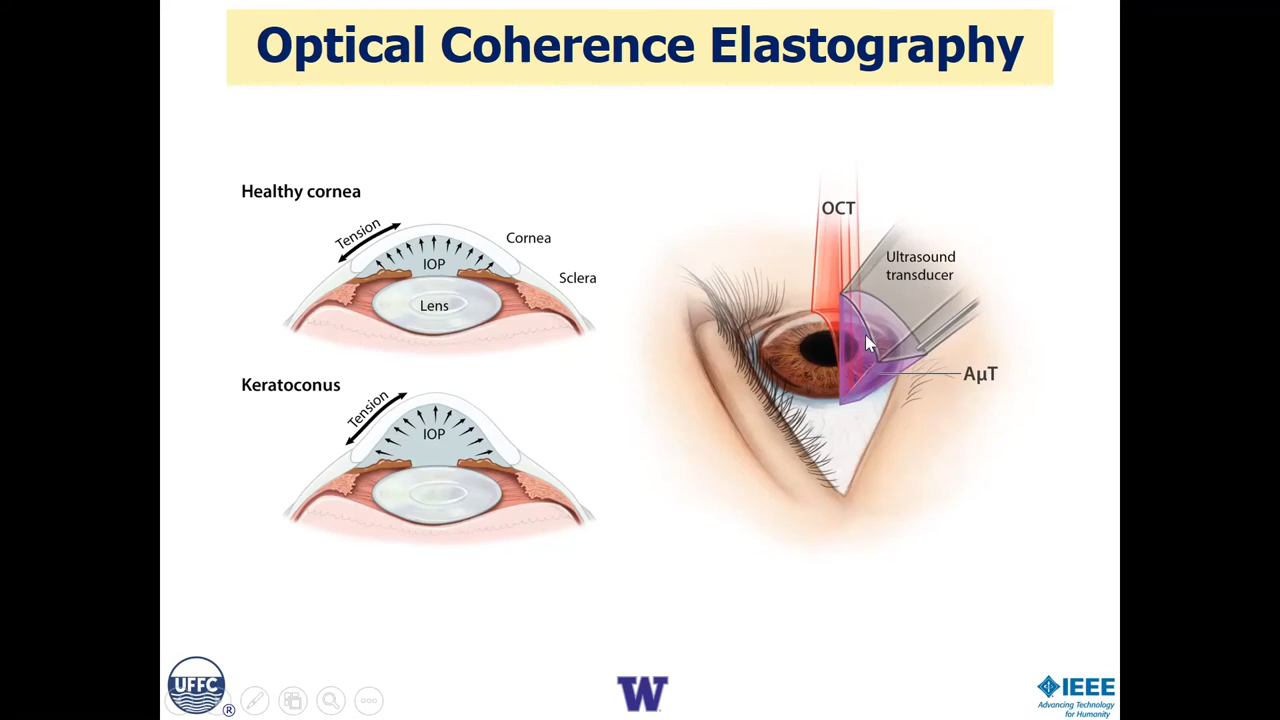 Optical Coherence Elastography
Healthy cornea
Tension
IOP
Cornea
Sclera
Lens
Keratoconus
Tension
IOP
OCT
Ultrasound
transducer
AµT
UFFC
®
W
IEEE
Advancing Technology
for Humanity